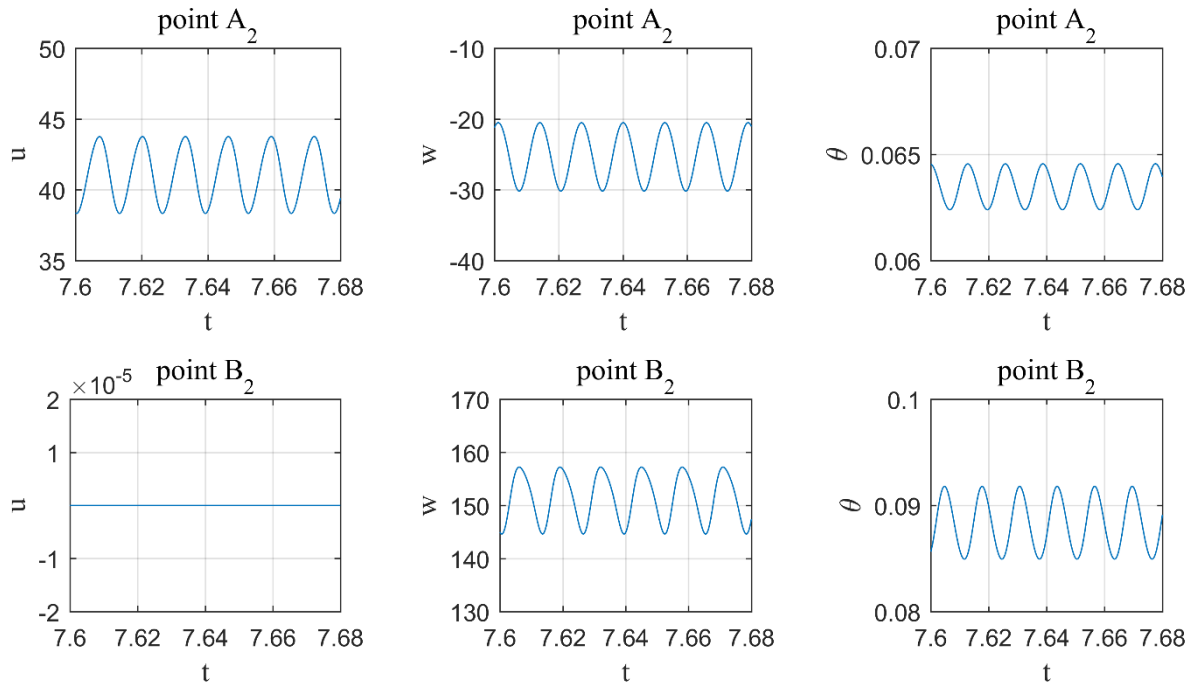 point A₂
50
45
40
35
u
7.6 7.62 7.64 7.66 7.68
t
point A₂
-10
-20
-30
-40
w
7.6 7.62 7.64 7.66 7.68
t
point A₂
0.07
0.065
0.06
θ
7.6 7.62 7.64 7.66 7.68
t
point B₂
×10⁻⁵
2
1
0
-1
-2
u
7.6 7.62 7.64 7.66 7.68
t
point B₂
170
160
150
140
130
w
7.6 7.62 7.64 7.66 7.68
t
point B₂
0.1
0.09
0.08
θ
7.6 7.62 7.64 7.66 7.68
t